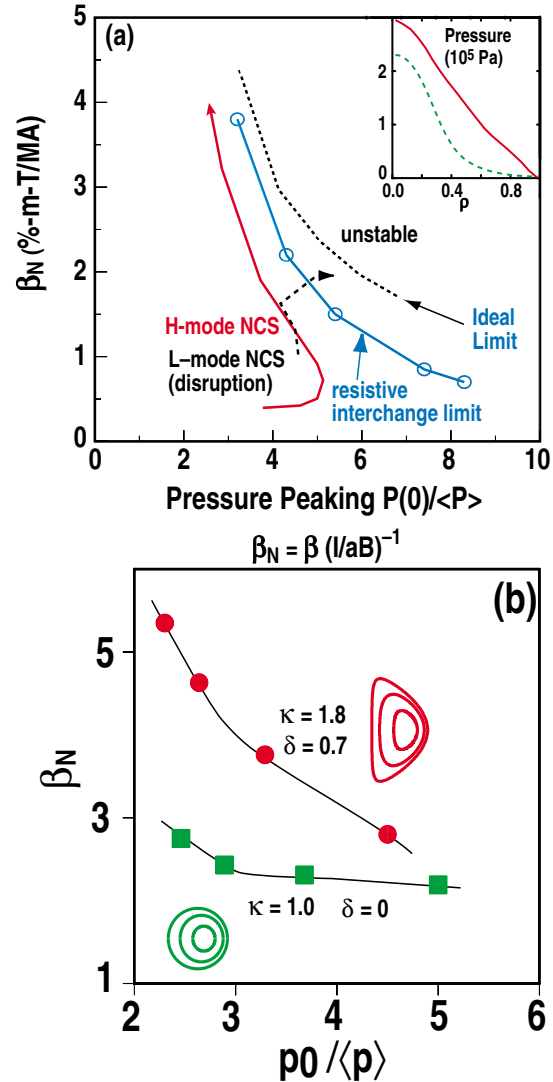 (a)
Pressure
(10⁵ Pa)
2
1
0
0.0
0.4
0.8
ρ
5
4
3
2
1
0
βN (%-m-T/MA)
unstable
Ideal
Limit
H-mode NCS
L–mode NCS
(disruption)
resistive
interchange limit
0
2
4
6
8
10
Pressure Peaking P(0)/<P>
βN = β (I/aB)⁻¹
(b)
5
3
1
βN
κ = 1.8
δ = 0.7
κ = 1.0 δ = 0
2
3
4
5
6
p0 /⟨p⟩